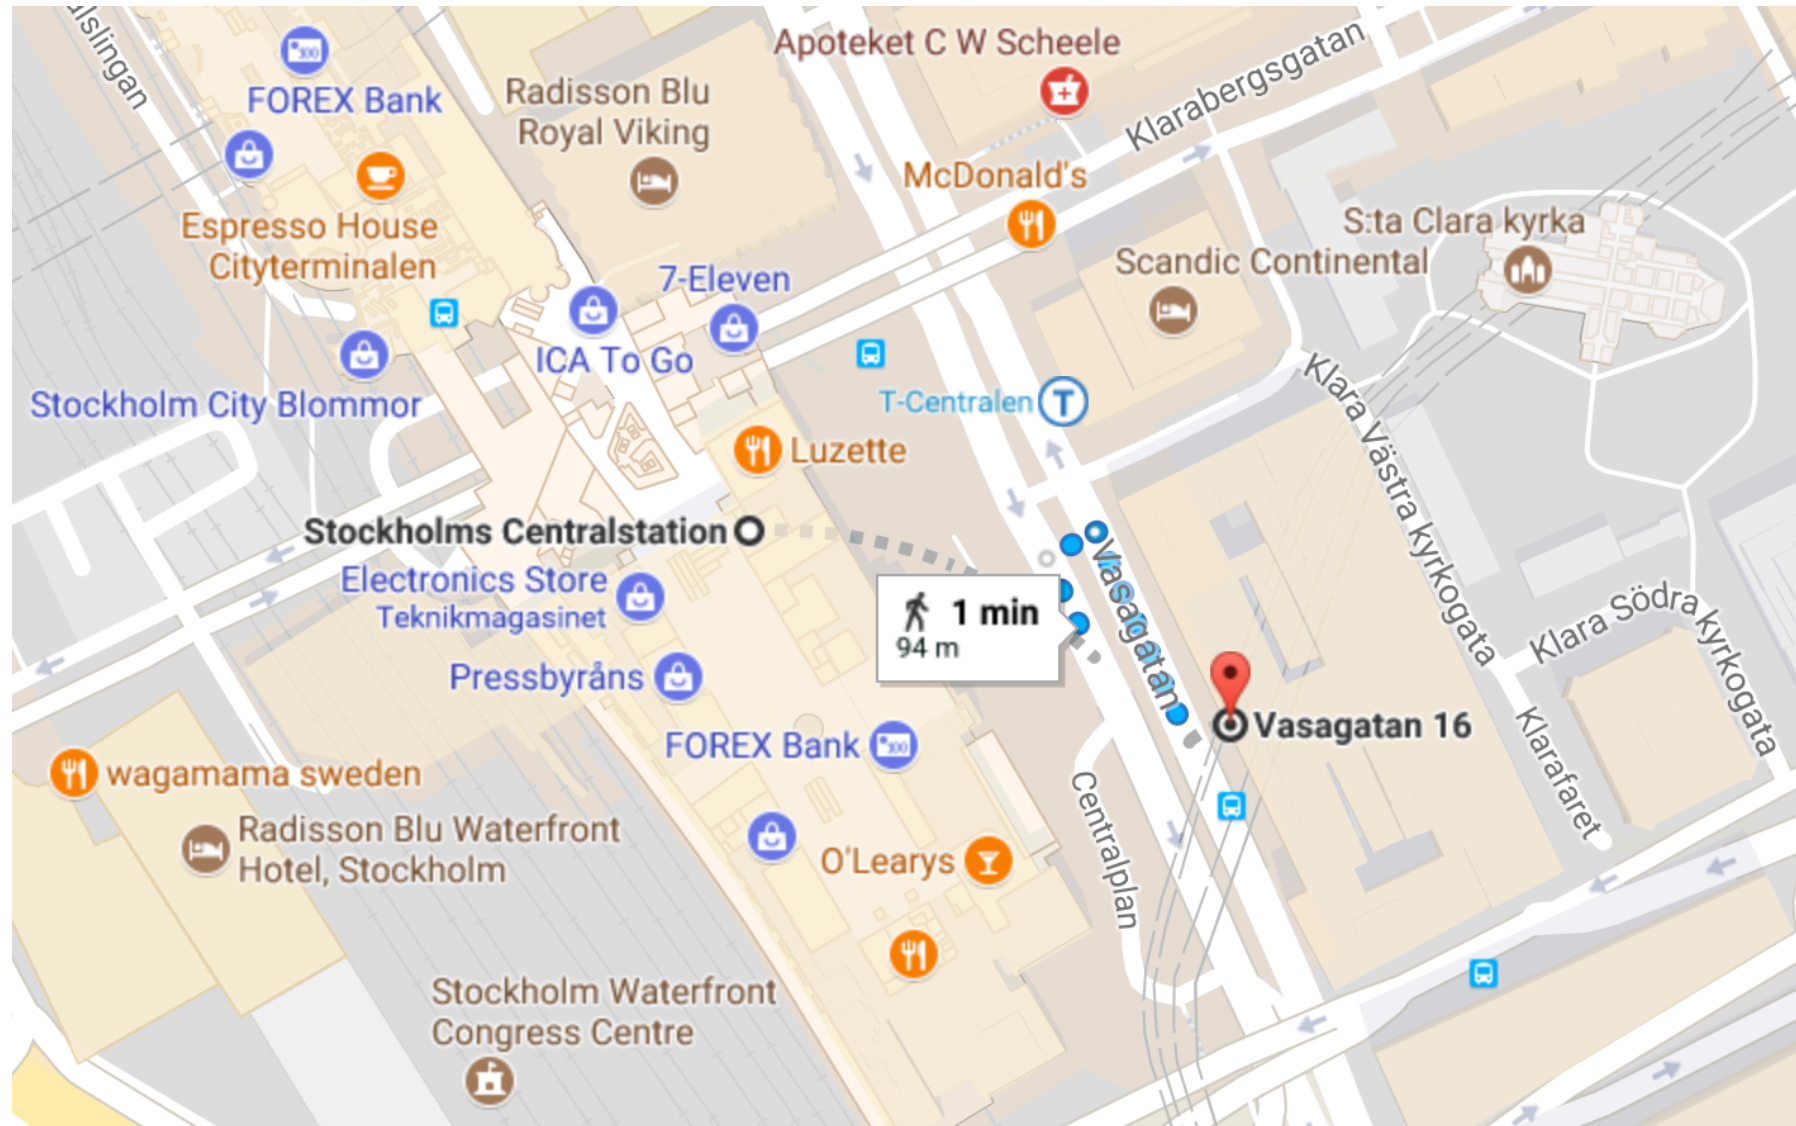 Apoteket C W Scheele
Klarabergsgatan
FOREX Bank
Radisson Blu
Royal Viking
McDonald's
S:ta Clara kyrka
Scandic Continental
Espresso House
Cityterminalen
7-Eleven
ICA To Go
Stockholm City Blommor
T-Centralen
T
Klara Västra kyrkogata
Luzette
Stockholms Centralstation
Electronics Store
Teknikmagasinet
Vasagatan
1 min
94 m
Klara Södra kyrkogata
Pressbyråns
Vasagatan 16
FOREX Bank
Klarafaret
wagamama sweden
Centralplan
Radisson Blu Waterfront
Hotel, Stockholm
O'Learys
Stockholm Waterfront
Congress Centre